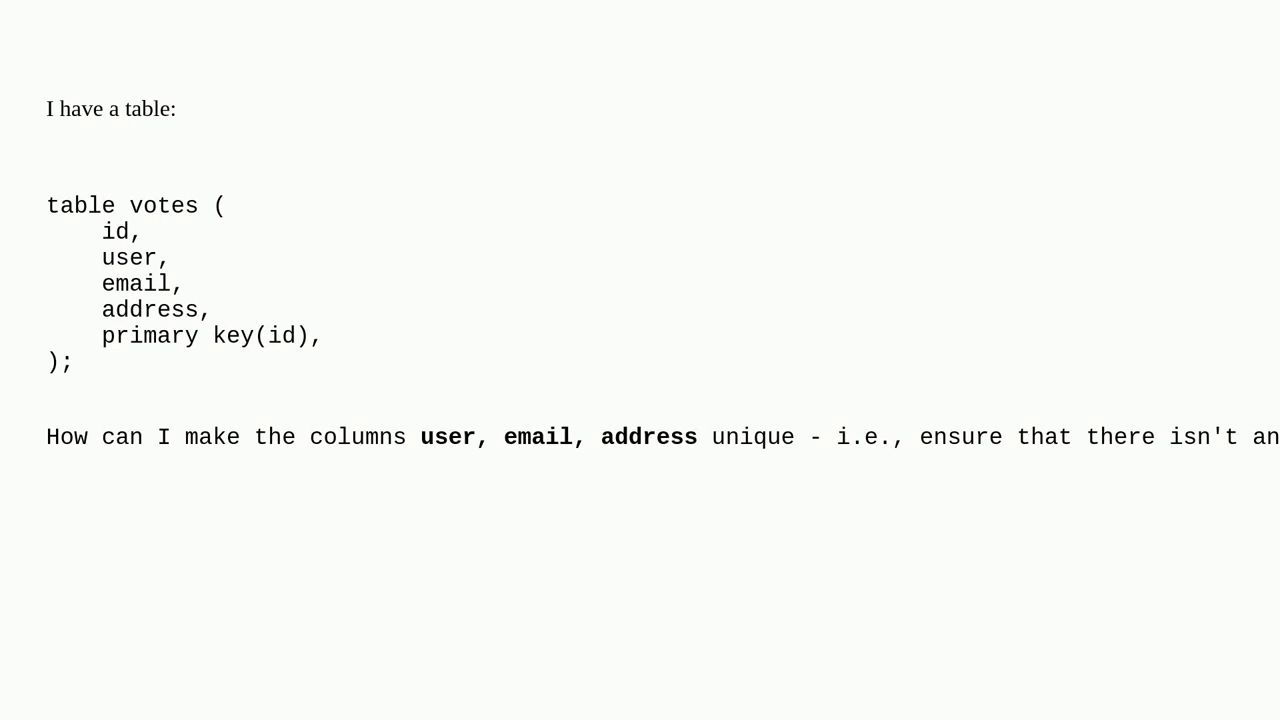 I have a table:
table votes (
    id,
    user,
    email,
    address,
    primary key(id),
);
How can I make the columns user, email, address unique - i.e., ensure that there isn't an